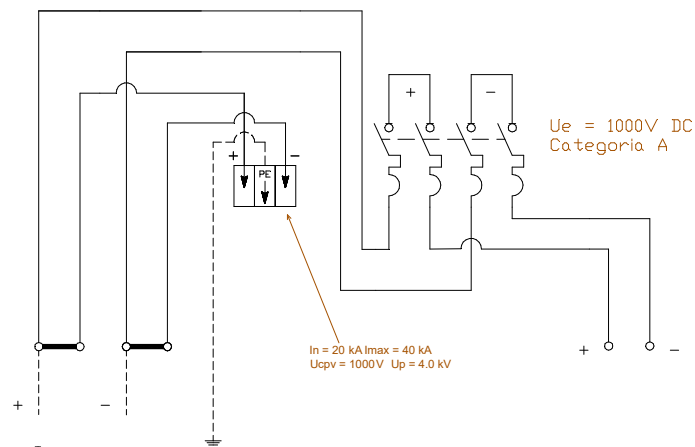 + −
Ue = 1000V DC
Categoria A
+ −
PE
In = 20 kA Imax = 40 kA
Ucpv = 1000V Up = 4.0 kV
+ −
+ −